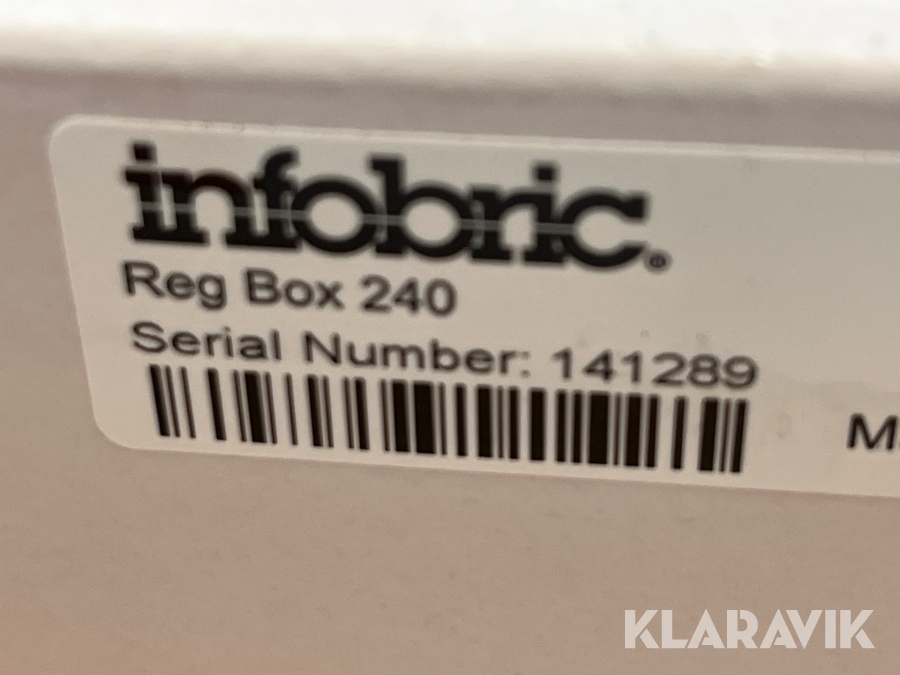 infobric®
Reg Box 240
Serial Number: 141289
KLARAVIK